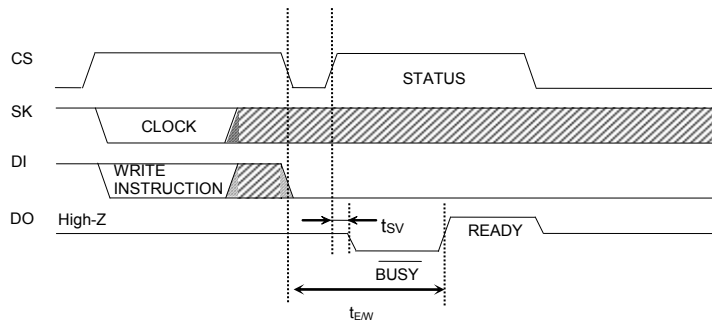 CS
STATUS
SK
CLOCK
DI
WRITE
INSTRUCTION
DO
High-Z
tSV
READY
BUSY
tE/W